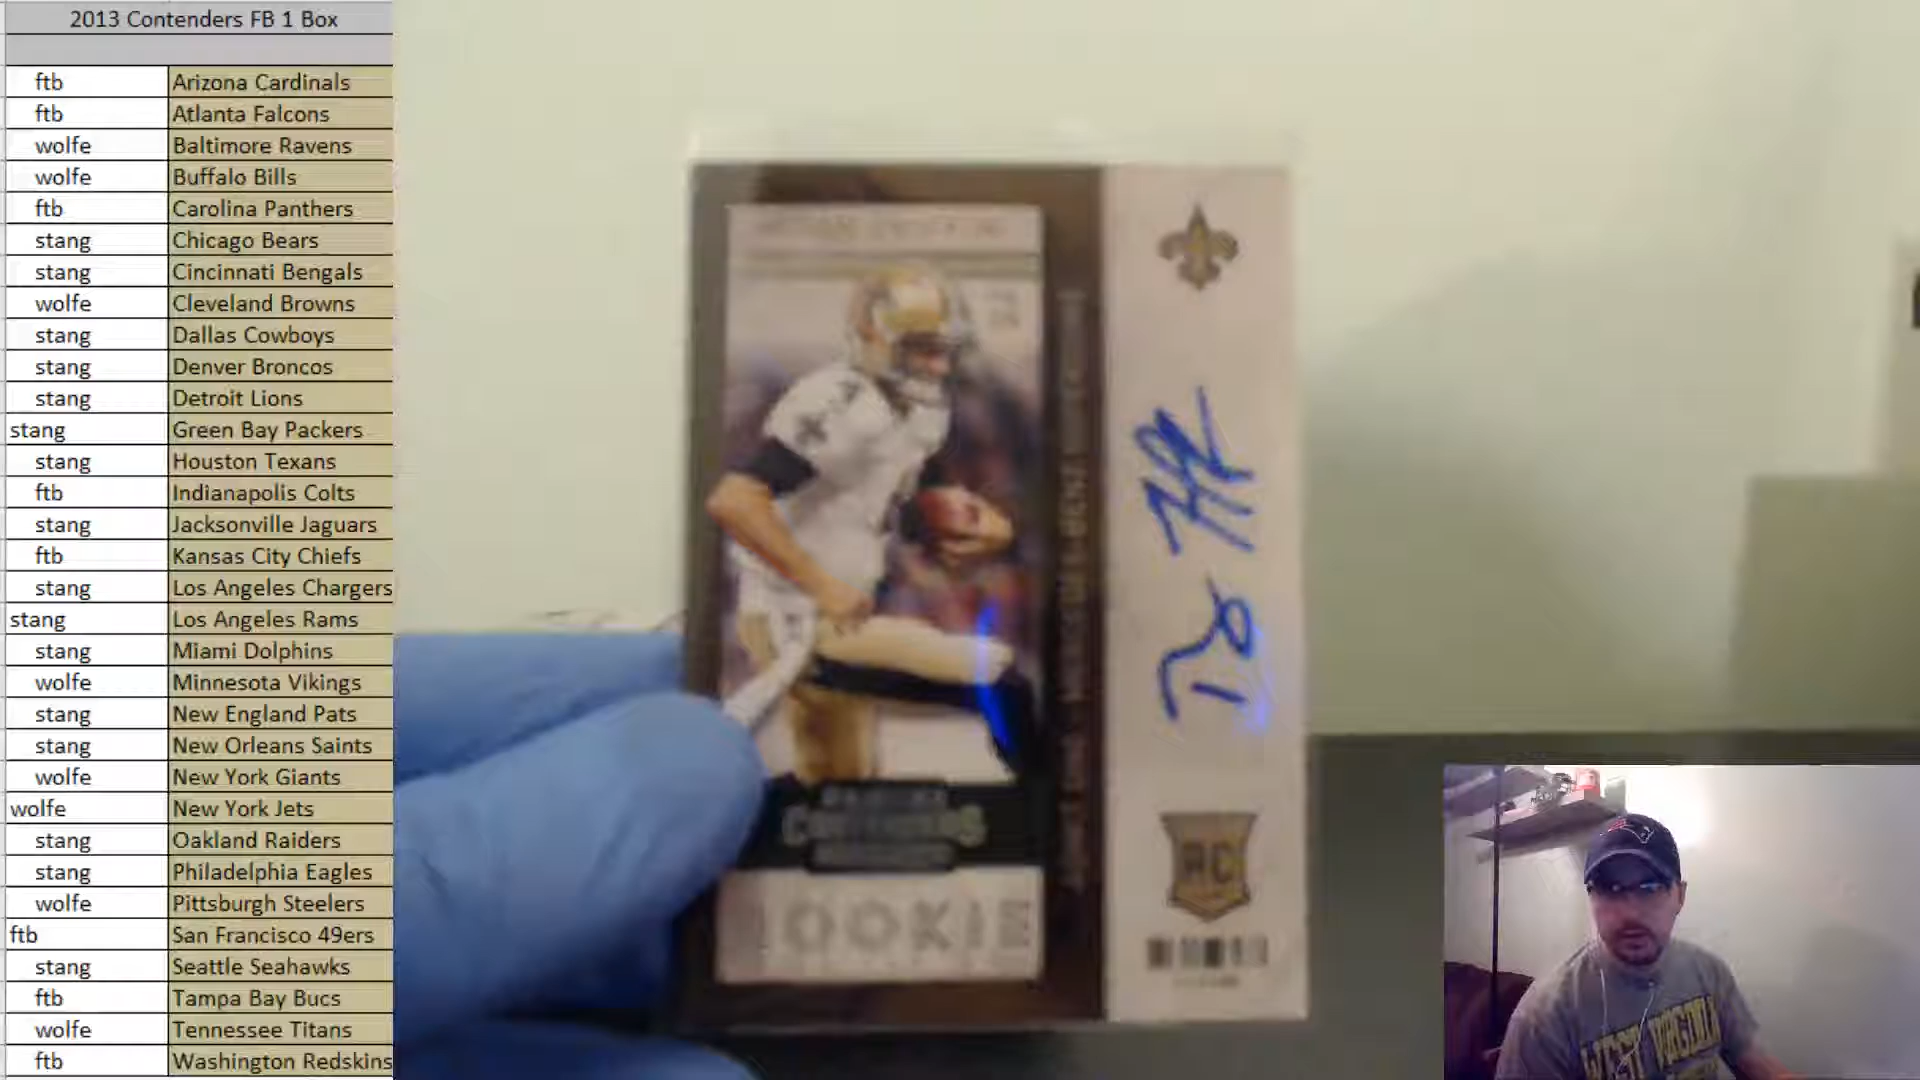 2013 Contenders FB 1 Box
ftb Arizona Cardinals
ftb Atlanta Falcons
wolfe Baltimore Ravens
wolfe Buffalo Bills
ftb Carolina Panthers
stang Chicago Bears
stang Cincinnati Bengals
wolfe Cleveland Browns
stang Dallas Cowboys
stang Denver Broncos
stang Detroit Lions
stang Green Bay Packers
stang Houston Texans
ftb Indianapolis Colts
stang Jacksonville Jaguars
ftb Kansas City Chiefs
stang Los Angeles Chargers
stang Los Angeles Rams
stang Miami Dolphins
wolfe Minnesota Vikings
stang New England Pats
stang New Orleans Saints
wolfe New York Giants
wolfe New York Jets
stang Oakland Raiders
stang Philadelphia Eagles
wolfe Pittsburgh Steelers
ftb San Francisco 49ers
stang Seattle Seahawks
ftb Tampa Bay Bucs
wolfe Tennessee Titans
ftb Washington Redskins
CONTENDERS
ROOKIE
RC
WEST VIRGINIA